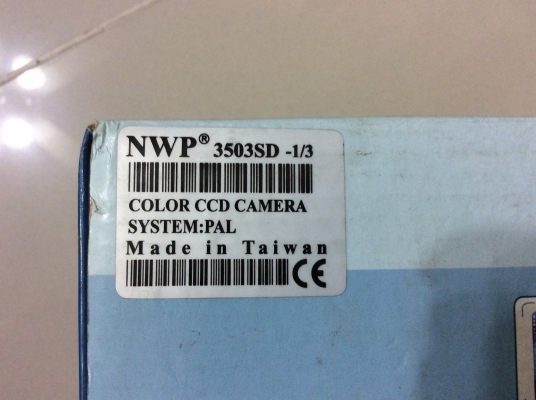 NWP® 3503SD -1/3
COLOR CCD CAMERA
SYSTEM:PAL
Made in Taiwan
CE